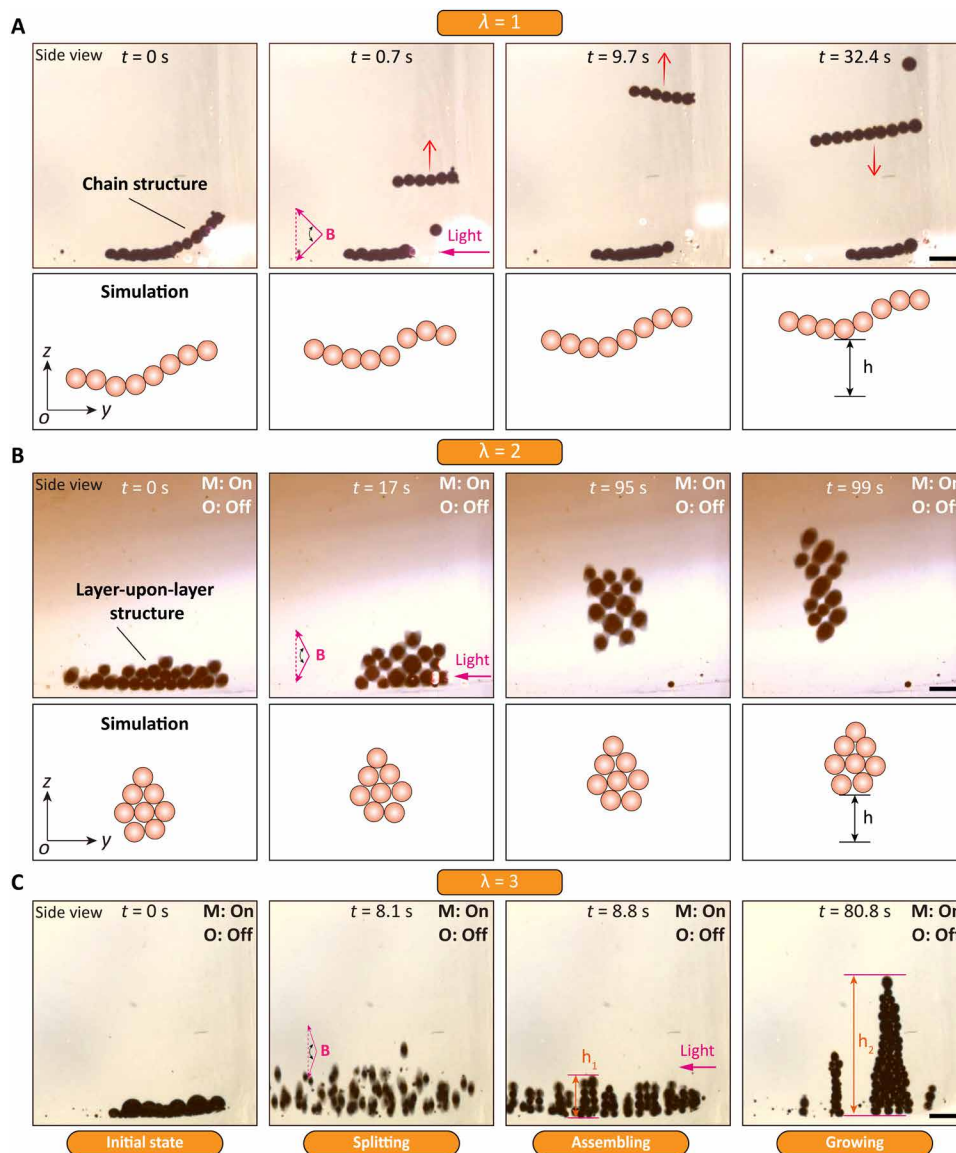 λ = 1
A
Side view
t = 0 s
t = 0.7 s
t = 9.7 s
t = 32.4 s
Chain structure
B
Light
Simulation
z
o
y
h
λ = 2
B
Side view
t = 0 s
M: On
O: Off
t = 17 s
M: On
O: Off
t = 95 s
M: On
O: Off
t = 99 s
M: On
O: Off
Layer-upon-layer
structure
B
Light
Simulation
z
o
y
h
λ = 3
C
Side view
t = 0 s
M: On
O: Off
t = 8.1 s
M: On
O: Off
t = 8.8 s
M: On
O: Off
t = 80.8 s
M: On
O: Off
B
h₁
Light
h₂
Initial state
Splitting
Assembling
Growing